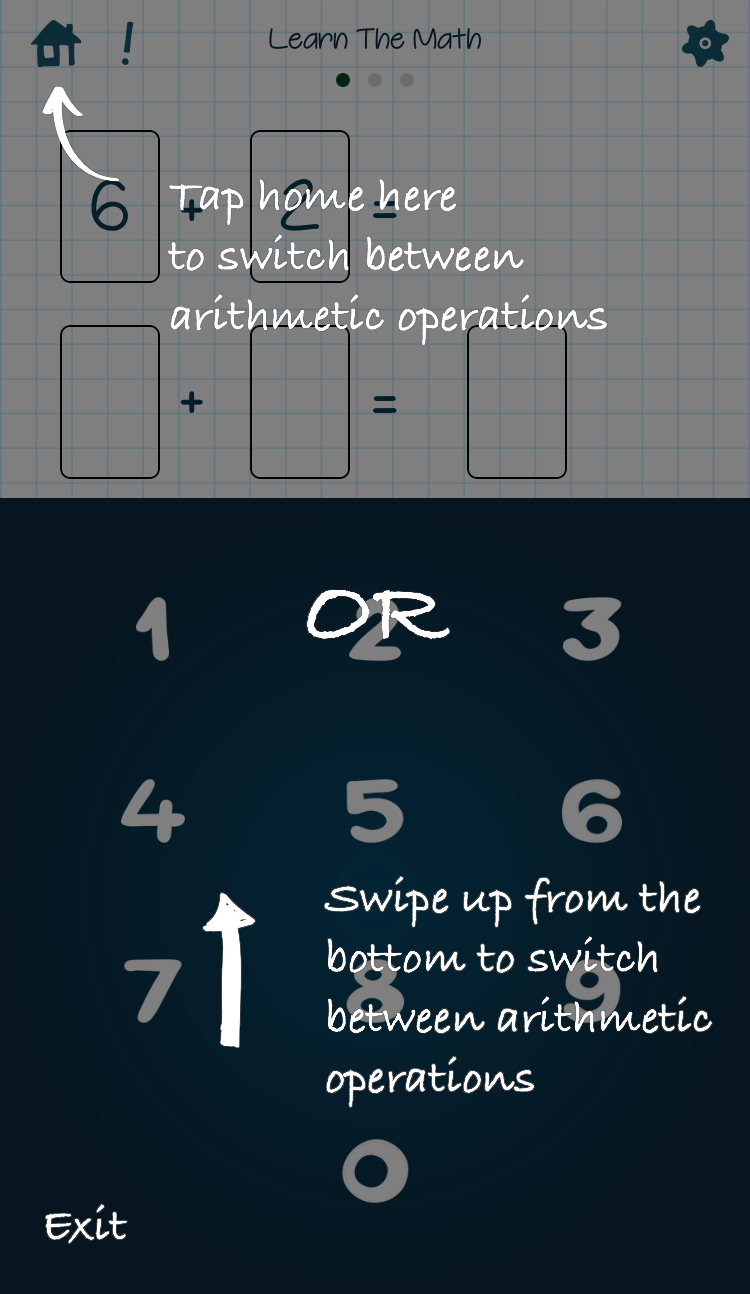 ! Learn The Math
6 + 2 =
Tap home here
to switch between
arithmetic operations
+ =
OR
1 2 3
4 5 6
Swipe up from the
bottom to switch
between arithmetic
operations
7 8 9
0
Exit